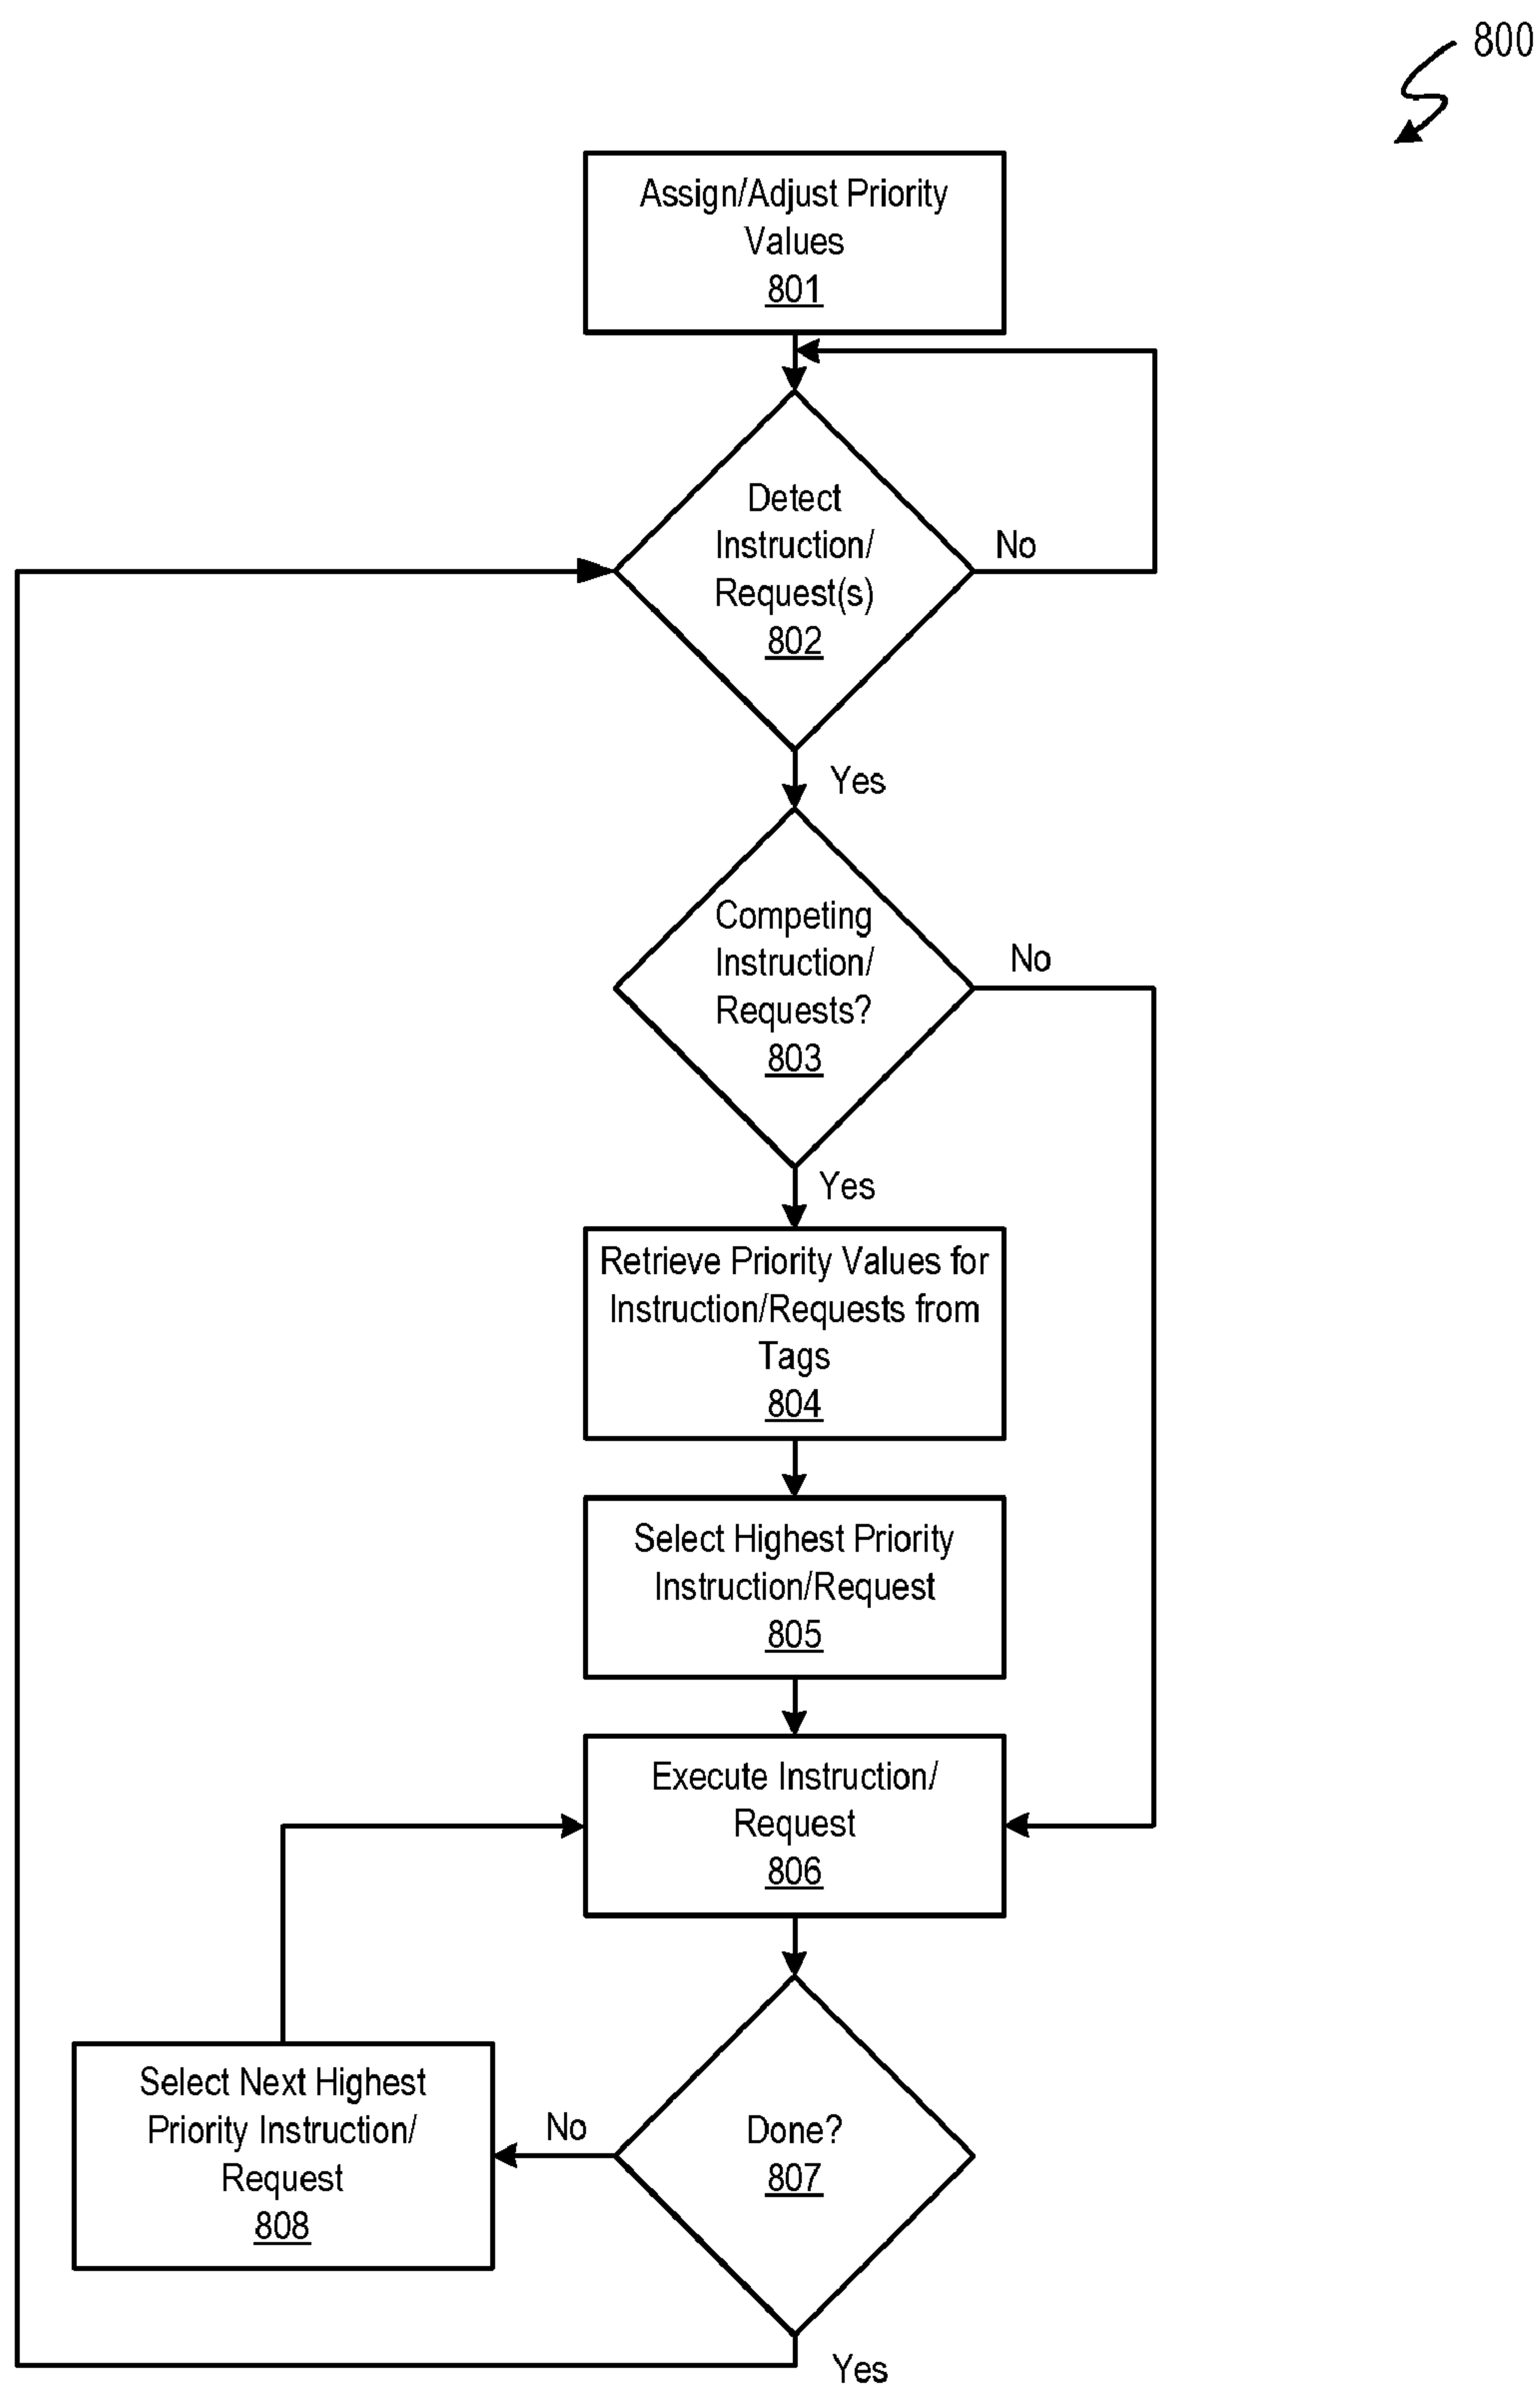 800
Assign/Adjust Priority
Values
801
Detect
Instruction/
Request(s)
802
No
Yes
Competing
Instruction/
Requests?
803
No
Yes
Retrieve Priority Values for
Instruction/Requests from
Tags
804
Select Highest Priority
Instruction/Request
805
Execute Instruction/
Request
806
Select Next Highest
Priority Instruction/
Request
808
No
Done?
807
Yes